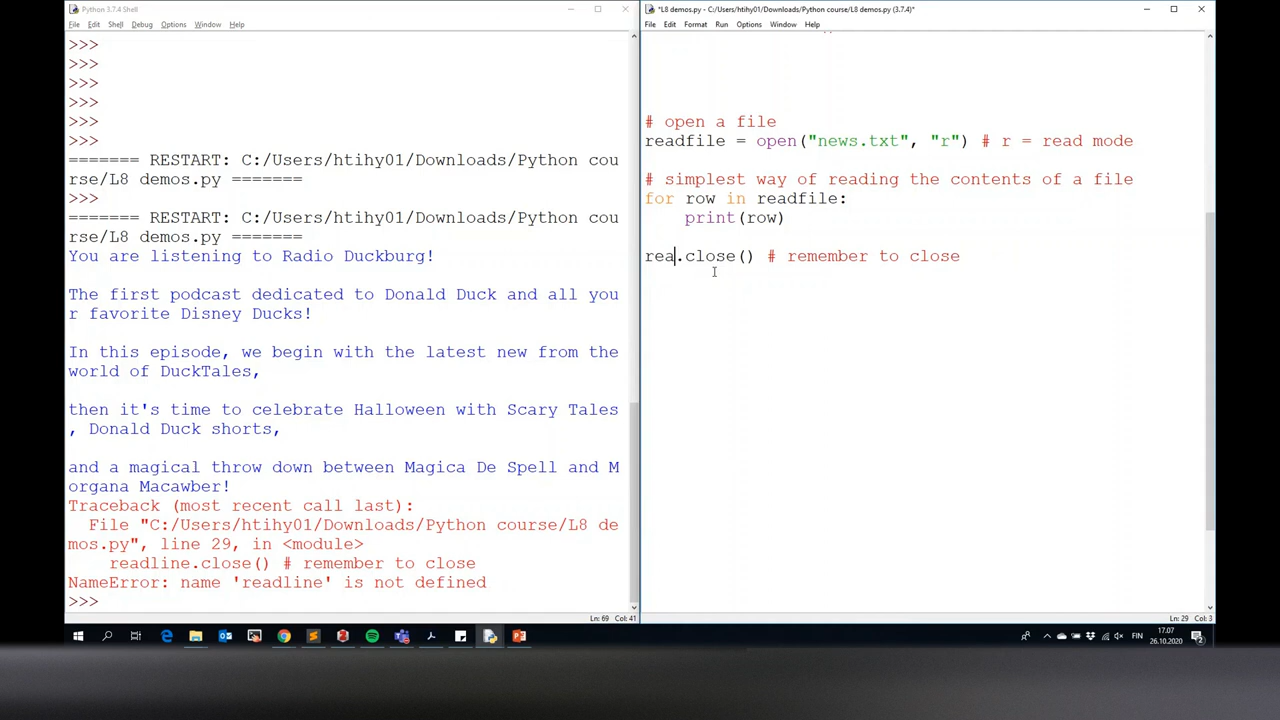 Python 3.7.4 Shell
File Edit Shell Debug Options Window Help
>>>
>>>
>>>
>>>
>>>
>>>
======= RESTART: C:/Users/htihy01/Downloads/Python cou
rse/L8 demos.py =======
>>>
======= RESTART: C:/Users/htihy01/Downloads/Python cou
rse/L8 demos.py =======
You are listening to Radio Duckburg!
The first podcast dedicated to Donald Duck and all you
r favorite Disney Ducks!
In this episode, we begin with the latest new from the
world of DuckTales,
then it's time to celebrate Halloween with Scary Tales
, Donald Duck shorts,
and a magical throw down between Magica De Spell and M
organa Macawber!
Traceback (most recent call last):
File "C:/Users/htihy01/Downloads/Python course/L8 de
mos.py", line 29, in <module>
readline.close() # remember to close
NameError: name 'readline' is not defined
>>>
Ln: 69 Col: 41
*L8 demos.py - C:/Users/htihy01/Downloads/Python course/L8 demos.py (3.7.4)*
File Edit Format Run Options Window Help
# open a file
readfile = open("news.txt", "r") # r = read mode
# simplest way of reading the contents of a file
for row in readfile:
print(row)
rea.close() # remember to close
Ln: 29 Col: 3
FIN
17.07
26.10.2020